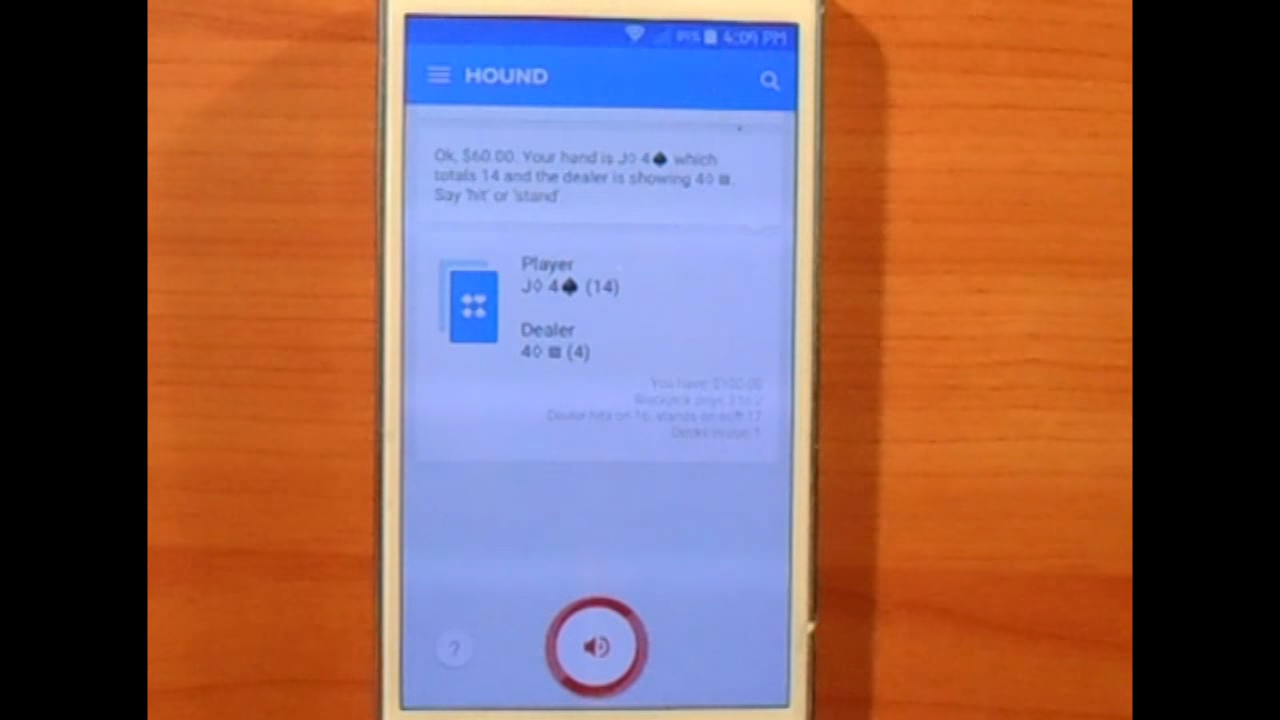 4:09 PM
HOUND
Ok, $60.00. Your hand is J♢ 4♠ which
totals 14 and the dealer is showing 4♢ 🂠.
Say 'hit' or 'stand'
Player
J♢ 4♠ (14)
Dealer
4♢ 🂠 (4)
You have: $100.00
Blackjack pays 3 to 2
Dealer hits on 16, stands on soft 17
Decks in use: 1
?